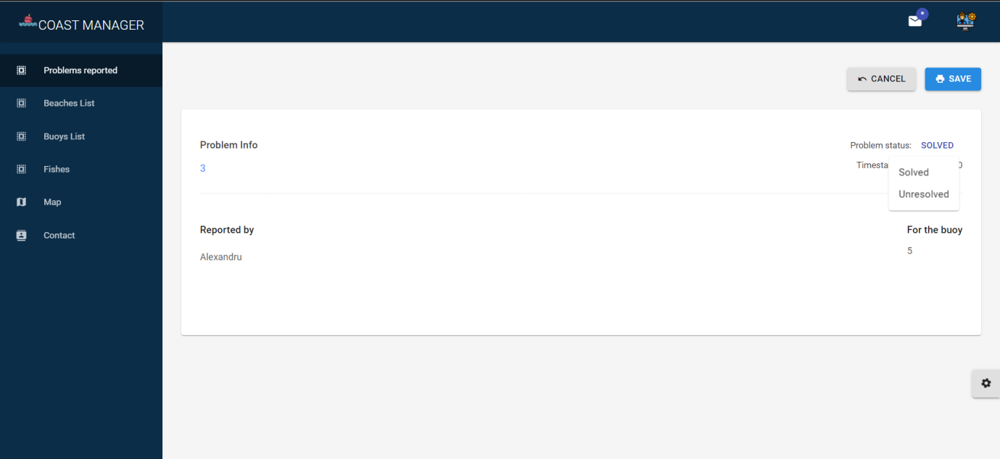 COAST MANAGER
*
Problems reported
Beaches List
Buoys List
Fishes
Map
Contact
CANCEL
SAVE
Problem Info
Problem status: SOLVED
3
Timesta 0
Solved
Unresolved
Reported by
For the buoy
Alexandru
5